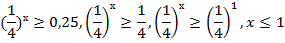 (1/4)^x ≥ 0,25, (1/4)^x ≥ 1/4, (1/4)^x ≥ (1/4)^1, x ≤ 1